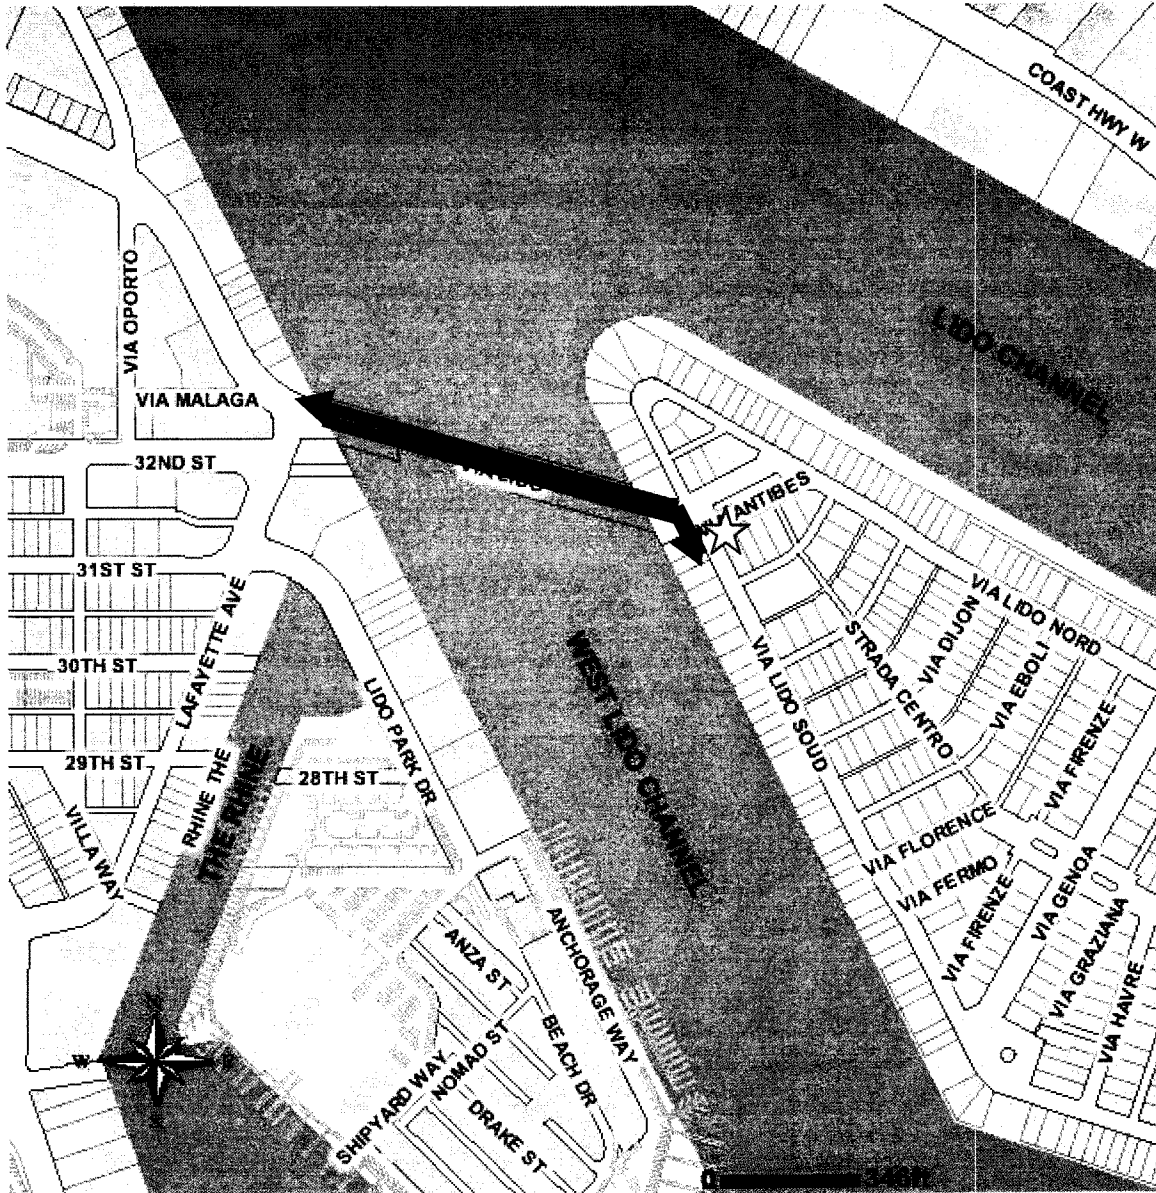 COAST HWY W
VIA OPORTO
LIDO CHANNEL
VIA MALAGA
32ND ST
ANTIBES
31ST ST
VIA LIDO NORD
LAFAYETTE AVE
STRADA CENTRO
VIA DIJON
30TH ST
VIA EBOLI
WEST LIDO CHANNEL
VIA LIDO SOUD
LIDO PARK DR
VIA FIRENZE
29TH ST
RHINE THE
THE RHINE
28TH ST
VILLA WAY
VIA FLORENCE
VIA FERMO
VIA FIRENZE
VIA GENOA
VIA GRAZIANA
VIA HAVRE
ANZA ST
ANCHORAGE WAY
BEACH DR
NOMAD ST
SHIPYARD WAY
DRAKE ST
W
0 346ft